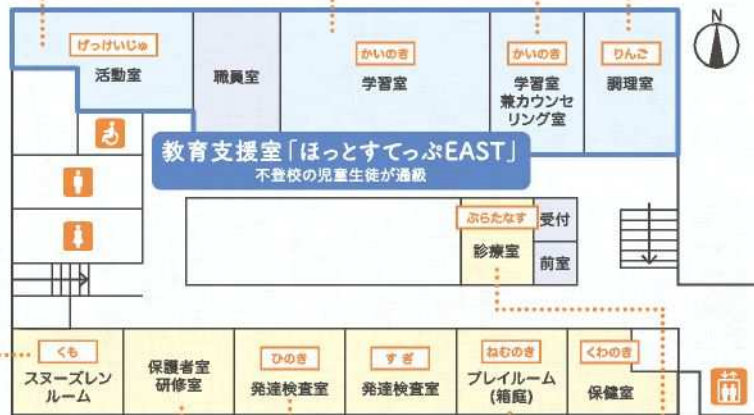 げっけいじゅ
活動室
職員室
かいのき
学習室
かいのき
学習室
兼カウンセ
リング室
りんご
調理室
N
教育支援室「ほっとすてっぷEAST」
不登校の児童生徒が通級
ぷらたなす
診療室
受付
前室
くも
スヌーズレン
ルーム
保護者室
研修室
ひのき
発達検査室
すぎ
発達検査室
ねむのき
プレイルーム
(箱庭)
くわのき
保健室